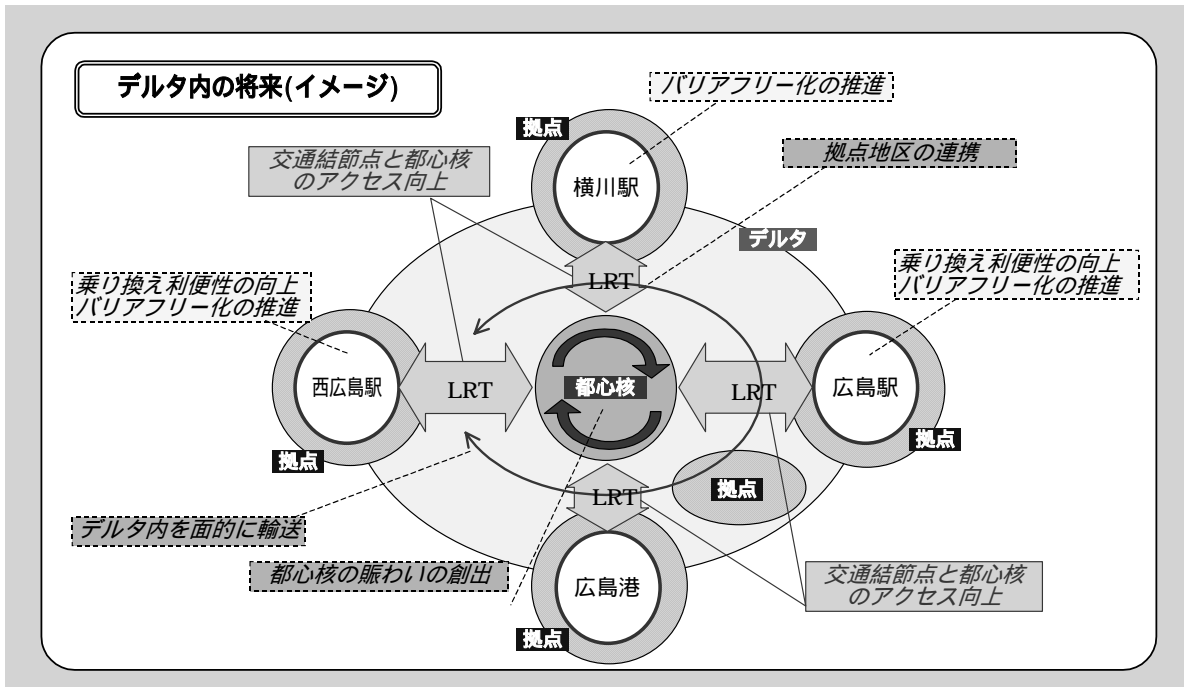 デルタ内の将来(イメージ)
バリアフリー化の推進
拠点
交通結節点と都心核
のアクセス向上
拠点地区の連携
横川駅
デルタ
LRT
乗り換え利便性の向上
バリアフリー化の推進
乗り換え利便性の向上
バリアフリー化の推進
西広島駅
LRT
都心核
LRT
広島駅
拠点
拠点
拠点
LRT
デルタ内を面的に輸送
都心核の賑わいの創出
広島港
交通結節点と都心核
のアクセス向上
拠点